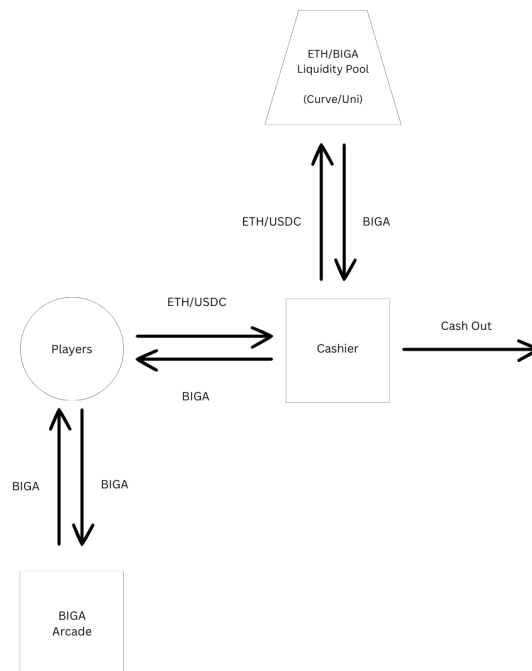 ETH/BIGA
Liquidity Pool
(Curve/Uni)
ETH/USDC
BIGA
ETH/USDC
Cash Out
Players
Cashier
BIGA
BIGA
BIGA
BIGA
Arcade